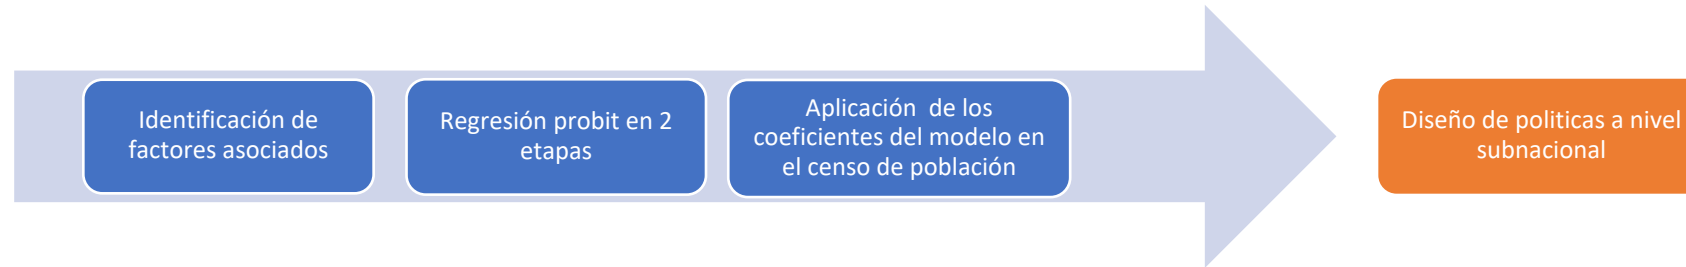 Identificación de
factores asociados
Regresión probit en 2
etapas
Aplicación de los
coeficientes del modelo en
el censo de población
Diseño de politicas a nivel
subnacional